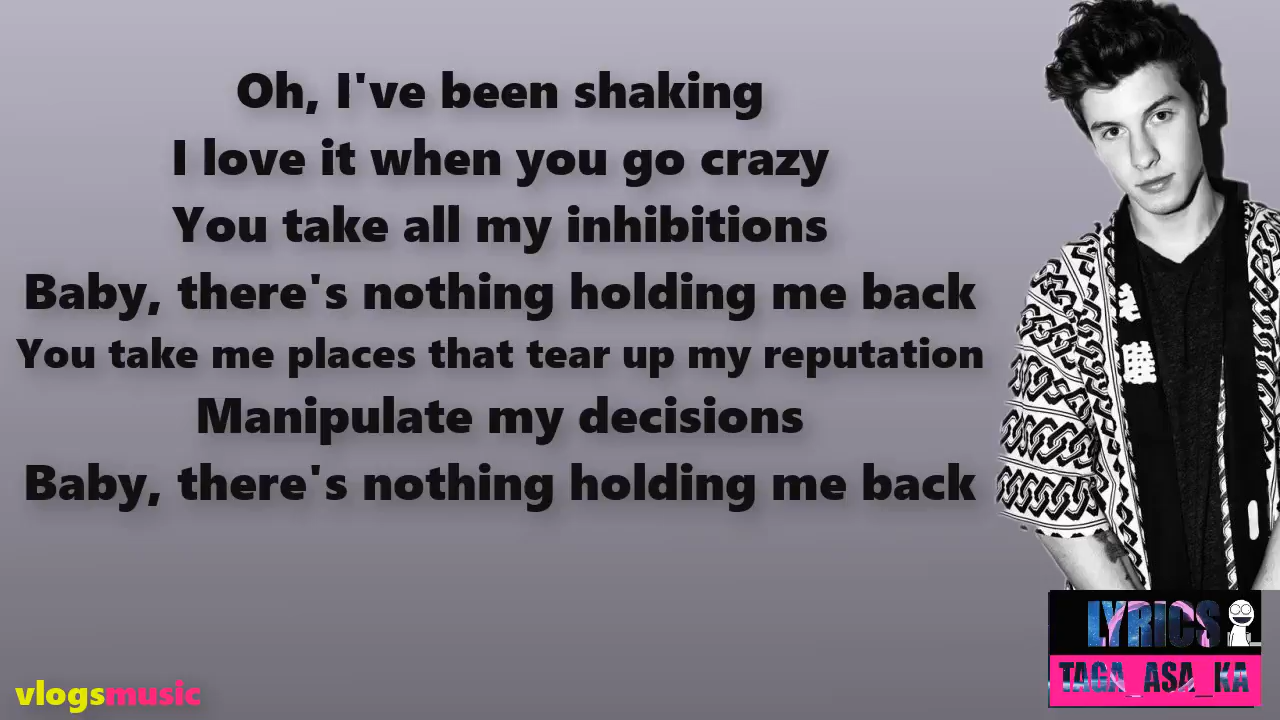 Oh, I've been shaking
I love it when you go crazy
You take all my inhibitions
Baby, there's nothing holding me back
You take me places that tear up my reputation
Manipulate my decisions
Baby, there's nothing holding me back
LYRICS
TAGA_ASA_KA
vlogsmusic